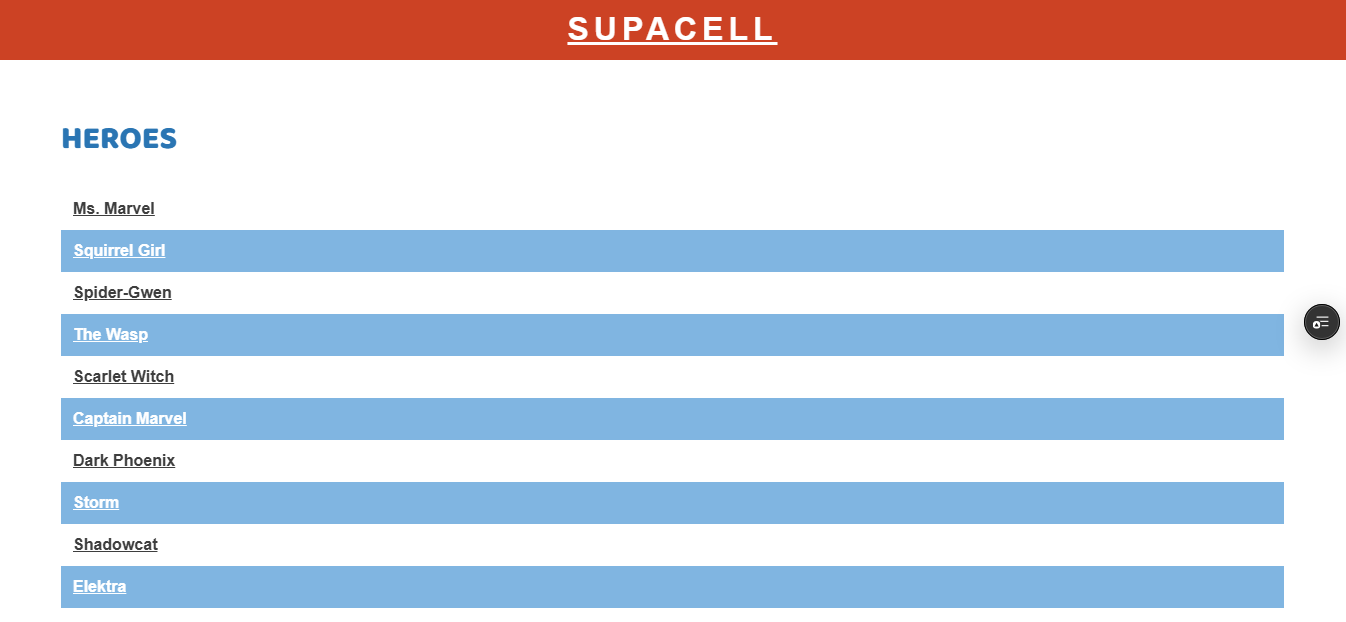 SUPACELL
HEROES
Ms. Marvel
Squirrel Girl
Spider-Gwen
The Wasp
Scarlet Witch
Captain Marvel
Dark Phoenix
Storm
Shadowcat
Elektra